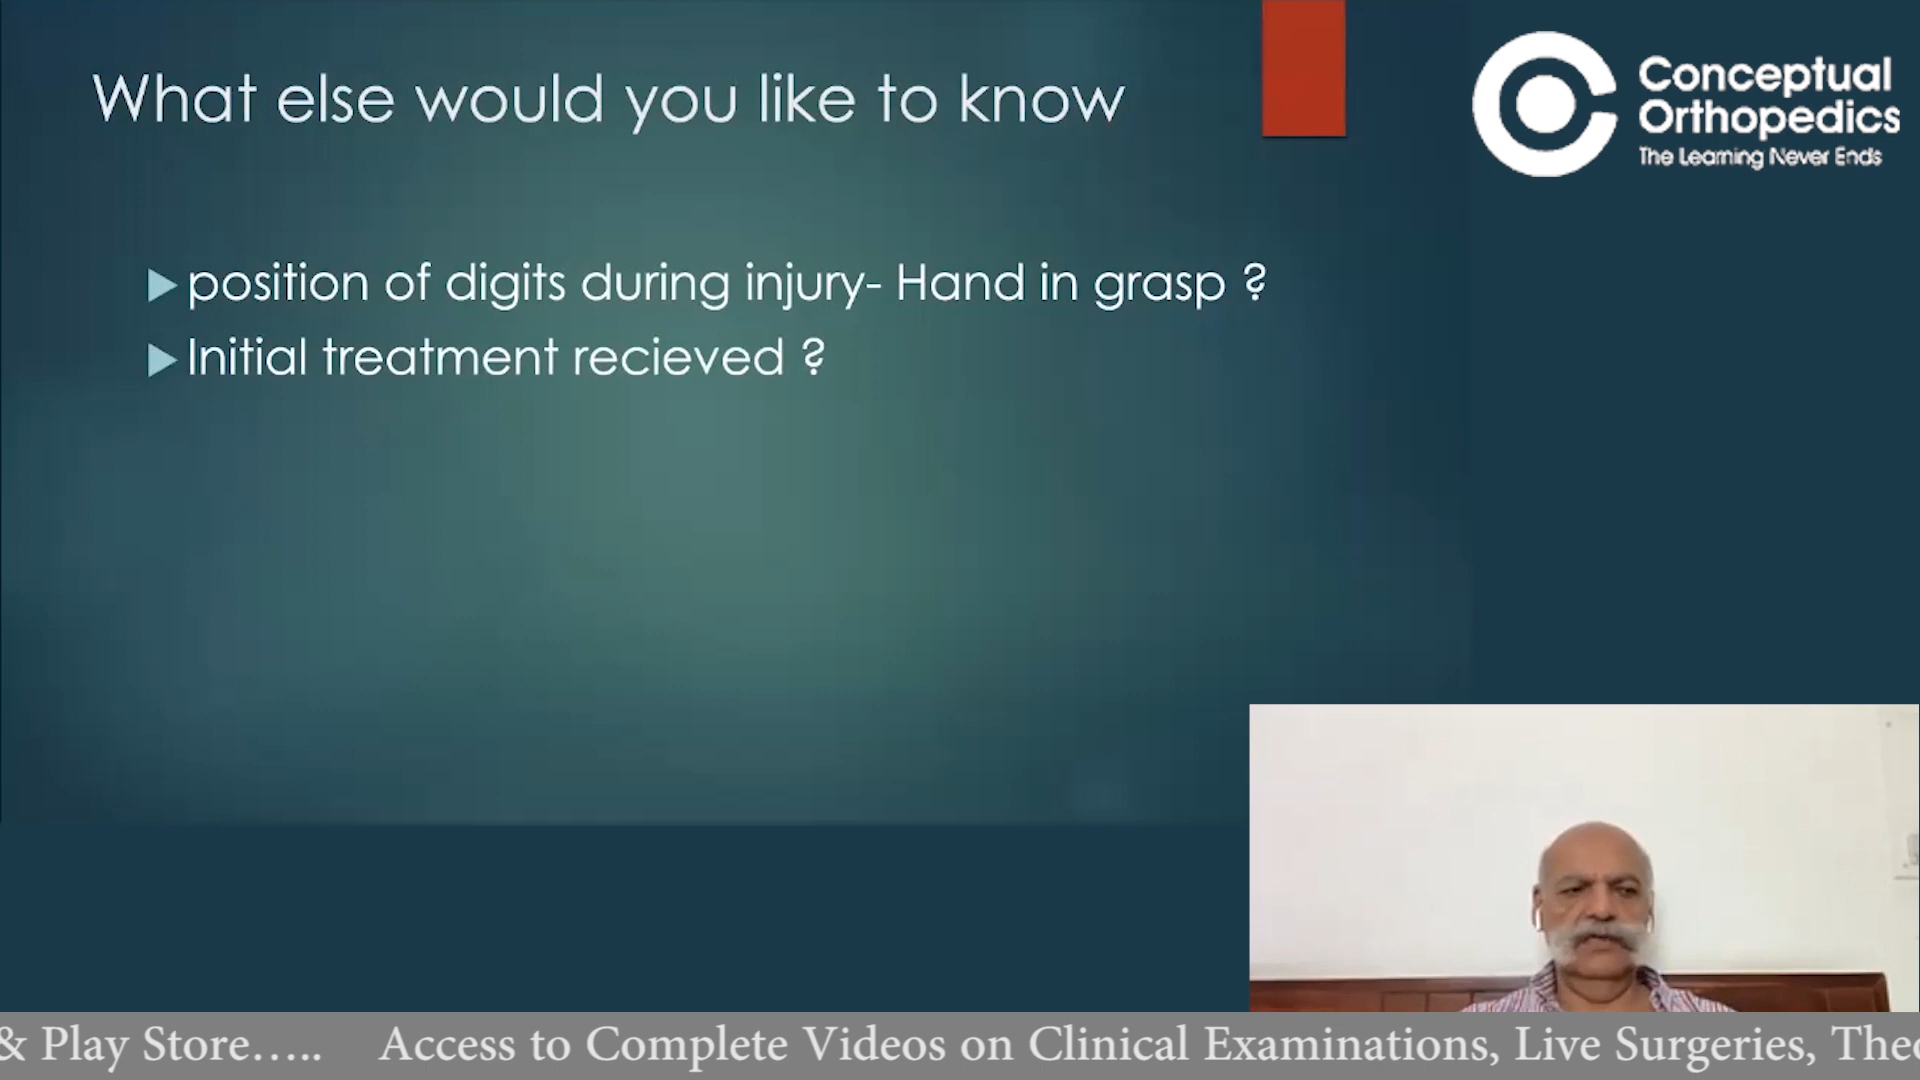 What else would you like to know
position of digits during injury- Hand in grasp ?
Initial treatment recieved ?
Conceptual
Orthopedics
The Learning Never Ends
& Play Store..... Access to Complete Videos on Clinical Examinations, Live Surgeries,